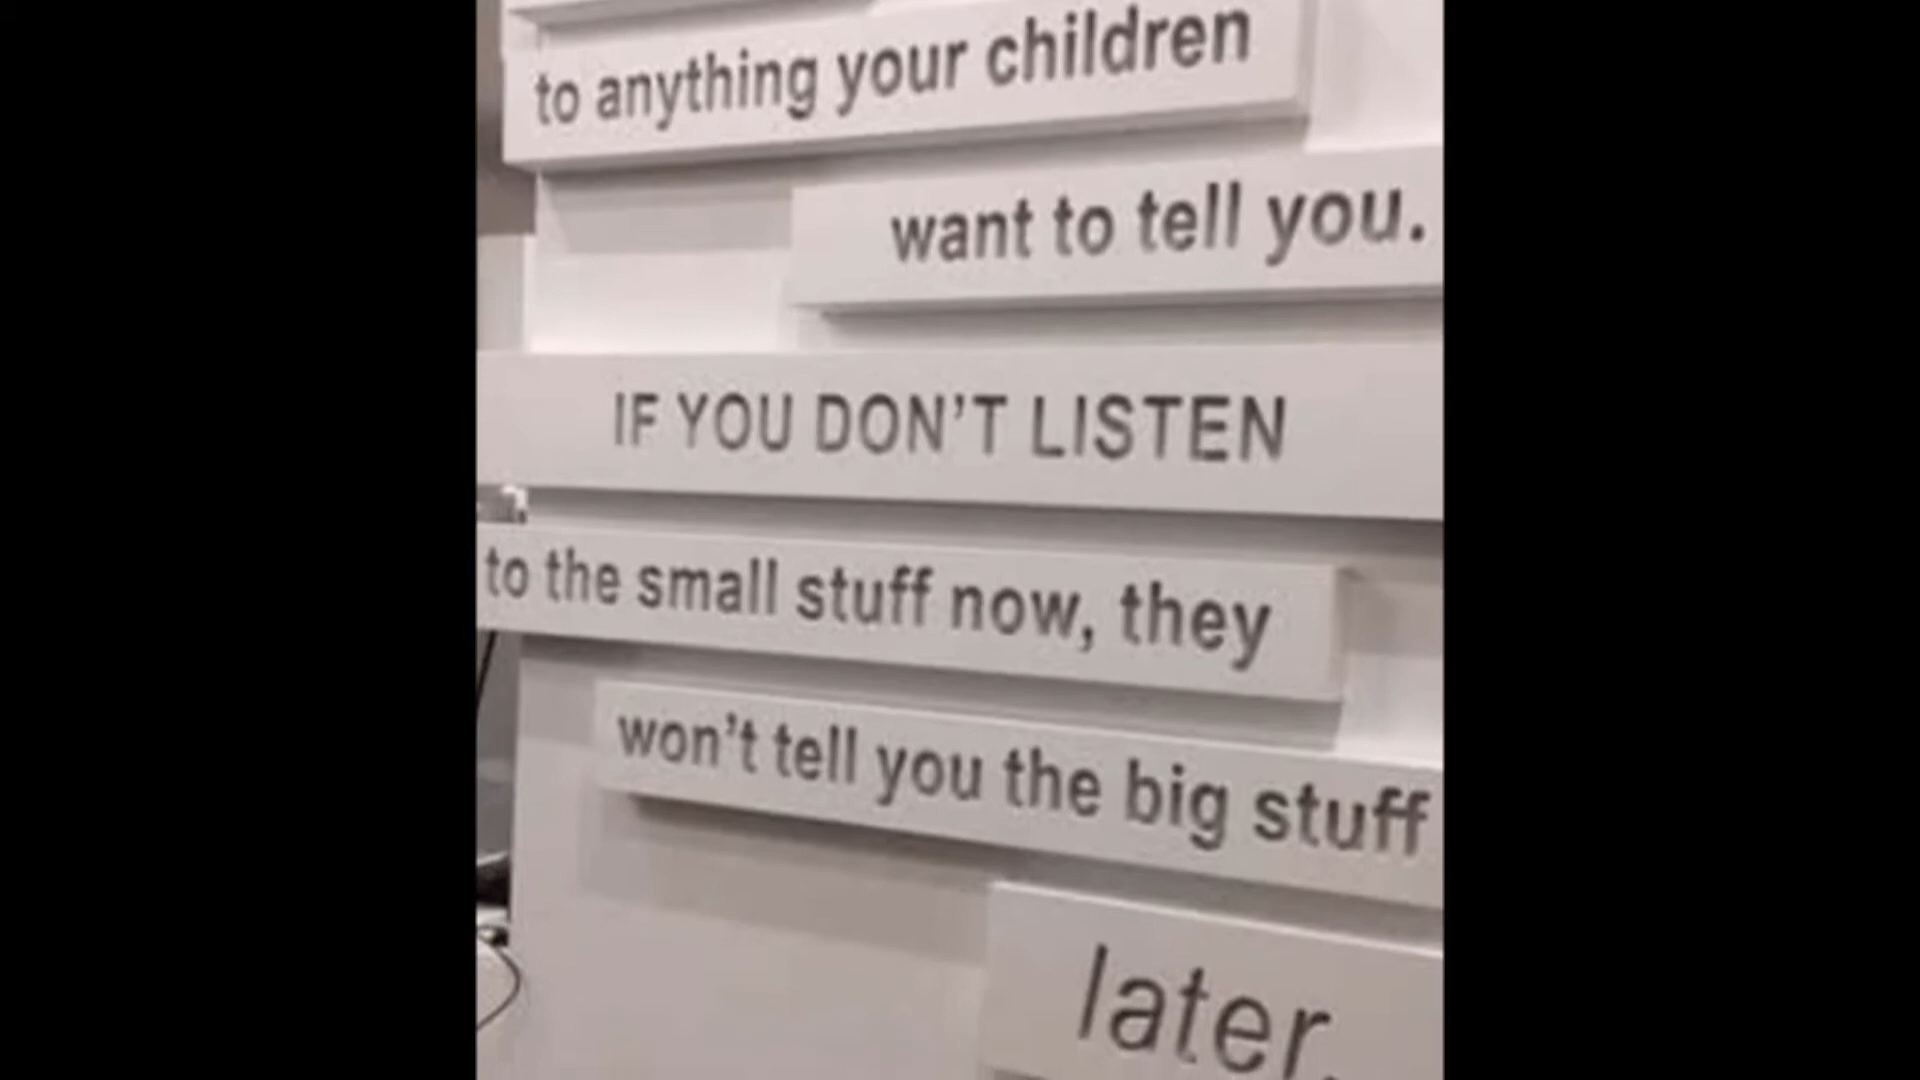 to anything your children
want to tell you.
IF YOU DON'T LISTEN
to the small stuff now, they
won't tell you the big stuff
later.